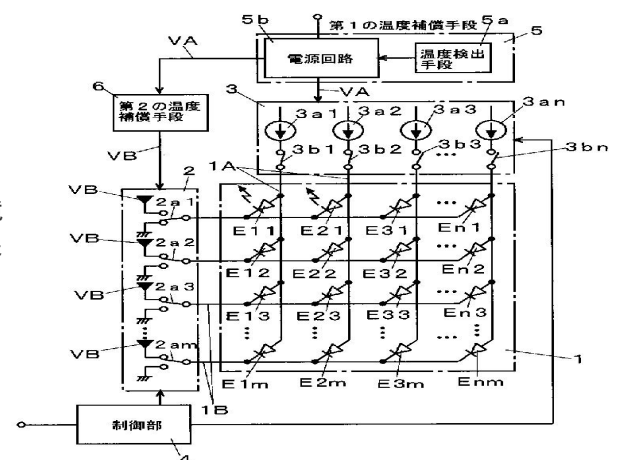 第1の温度補償手段
5b
5a
5
VA
電源回路
温度検出
手段
6
第2の温度
補償手段
VA
3
3a1 3a2 3a3 3an
3b1 3b2 3b3 ... 3bn
VB
1A
2
VB 2a1
E11 E21 E31 ... En1
VB 2a2
E12 E22 E32 ... En2
VB 2a3
E13 E23 E33 ... En3
VB 2am
E1m E2m E3m Enm
1
1B
制御部
4